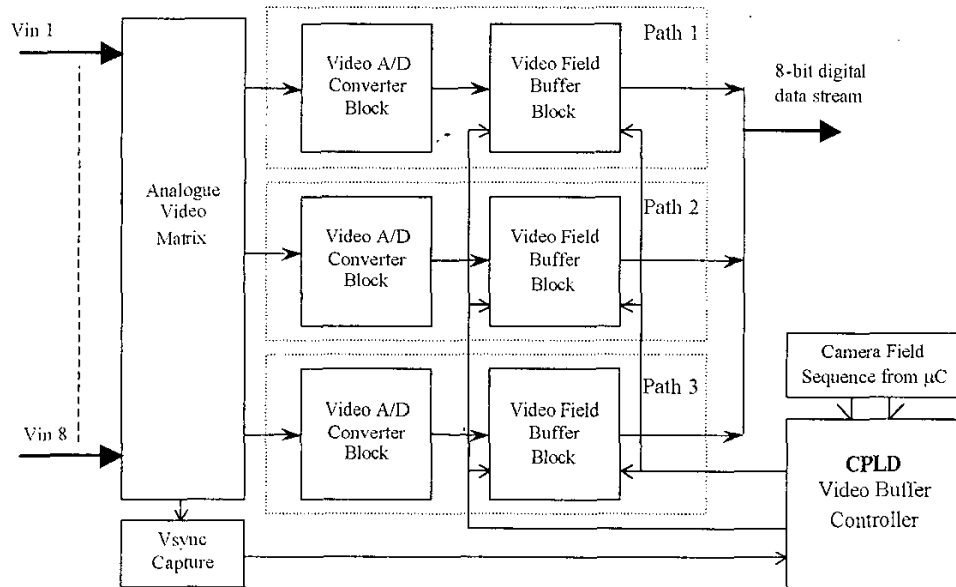 Vin 1
Vin 8
Analogue
Video
Matrix
Vsync
Capture
Path 1
Video A/D
Converter
Block
Video Field
Buffer
Block
Path 2
Video A/D
Converter
Block
Video Field
Buffer
Block
Path 3
Video A/D
Converter
Block
Video Field
Buffer
Block
8-bit digital
data stream
Camera Field
Sequence from μC
CPLD
Video Buffer
Controller